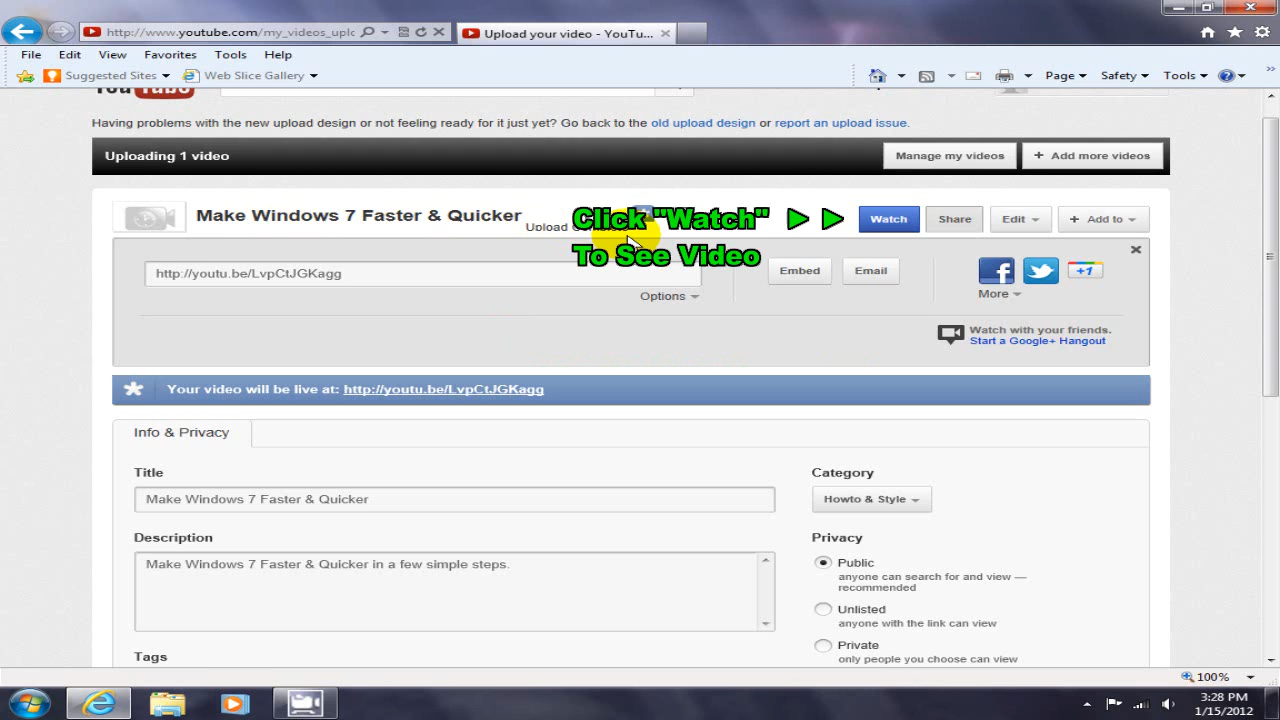 http://www.youtube.com/my_videos_uplc
Upload your video - YouTu...
File Edit View Favorites Tools Help
Suggested Sites Web Slice Gallery
Page Safety Tools
Having problems with the new upload design or not feeling ready for it just yet? Go back to the old upload design or report an upload issue.
Uploading 1 video
Manage my videos
+ Add more videos
Make Windows 7 Faster & Quicker
Upload
Click "Watch"
To See Video
Watch
Share
Edit
+ Add to
http://youtu.be/LvpCtJGKagg
Options
Embed
Email
+1
More
Watch with your friends.
Start a Google+ Hangout
Your video will be live at: http://youtu.be/LvpCtJGKagg
Info & Privacy
Title
Make Windows 7 Faster & Quicker
Description
Make Windows 7 Faster & Quicker in a few simple steps.
Tags
Category
Howto & Style
Privacy
Public
anyone can search for and view —
recommended
Unlisted
anyone with the link can view
Private
only people you choose can view
100%
3:28 PM
1/15/2012